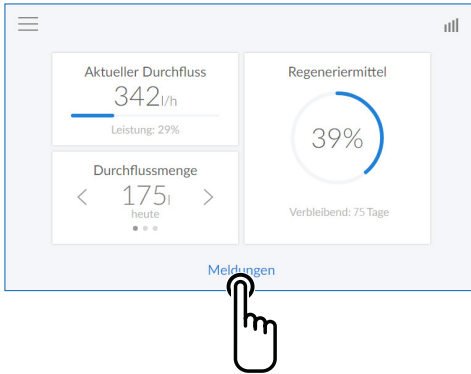 Aktueller Durchfluss
342l/h
Leistung: 29%
Durchflussmenge
175l
heute
Regeneriermittel
39%
Verbleibend: 75 Tage
Meldungen